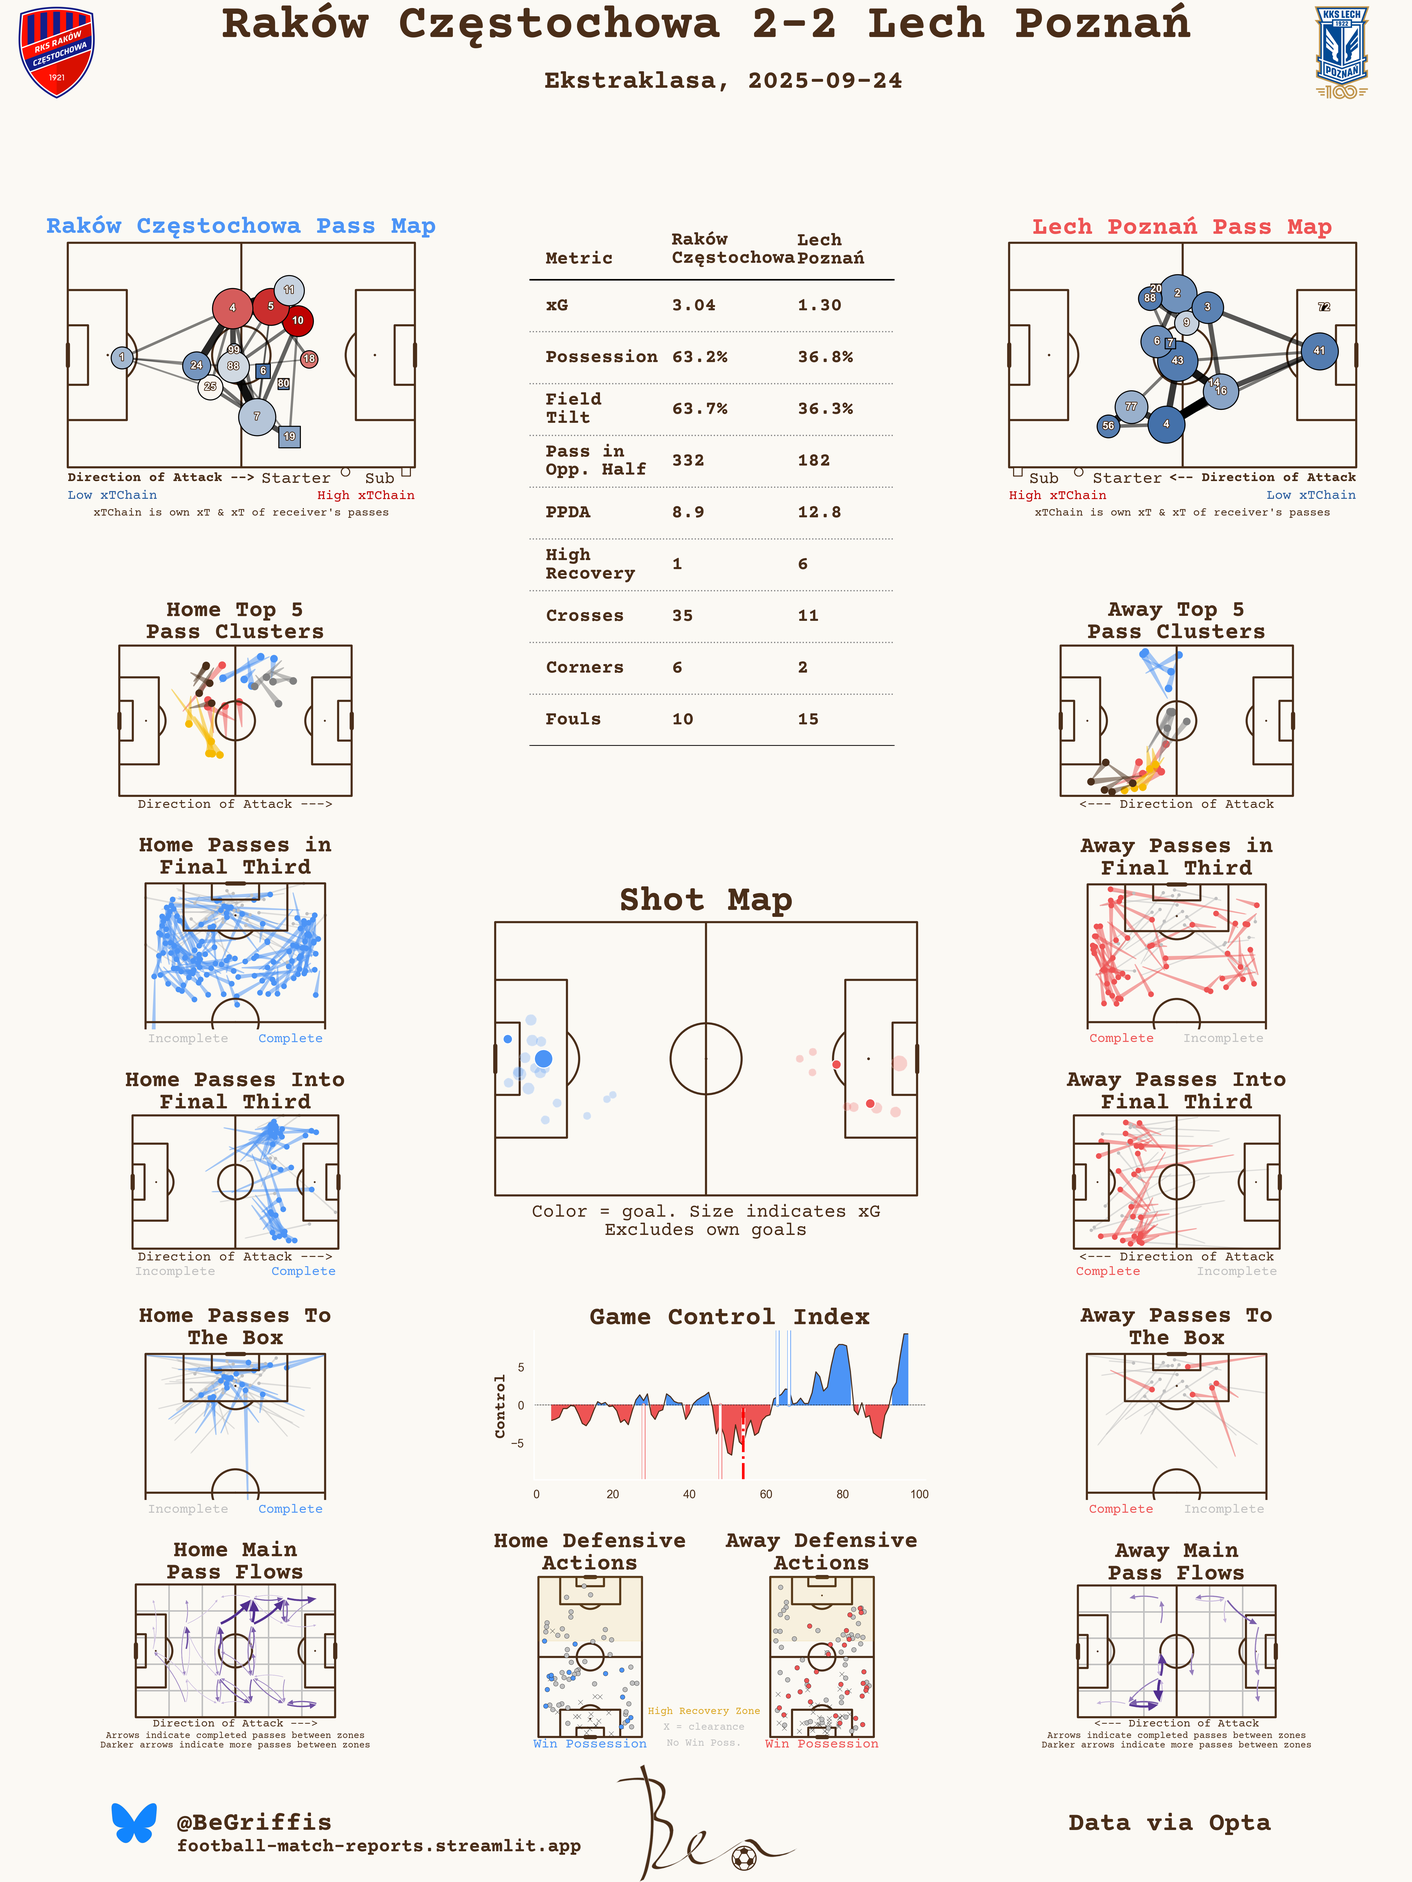 Raków Częstochowa 2-2 Lech Poznań
Ekstraklasa, 2025-09-24
RKS RAKÓW
CZĘSTOCHOWA
1921
KKS LECH
1922
POZNAŃ
100
Raków Częstochowa Pass Map
1
4
5
11
10
18
99
24
88
6
25
80
7
19
Direction of Attack --> Starter Sub
Low xTChain High xTChain
xTChain is own xT & xT of receiver's passes
Metric Raków Częstochowa Lech Poznań
xG 3.04 1.30
Possession 63.2% 36.8%
Field Tilt 63.7% 36.3%
Pass in Opp. Half 332 182
PPDA 8.9 12.8
High Recovery 1 6
Crosses 35 11
Corners 6 2
Fouls 10 15
Lech Poznań Pass Map
20
88
2
3
72
9
6
7
43
41
14
16
77
56
4
Sub Starter <-- Direction of Attack
High xTChain Low xTChain
xTChain is own xT & xT of receiver's passes
Home Top 5
Pass Clusters
Direction of Attack --->
Away Top 5
Pass Clusters
<--- Direction of Attack
Home Passes in
Final Third
Incomplete Complete
Away Passes in
Final Third
Complete Incomplete
Shot Map
Color = goal. Size indicates xG
Excludes own goals
Home Passes Into
Final Third
Direction of Attack --->
Incomplete Complete
Away Passes Into
Final Third
<--- Direction of Attack
Complete Incomplete
Home Passes To
The Box
Incomplete Complete
Game Control Index
Control
5
0
−5
0 20 40 60 80 100
Away Passes To
The Box
Complete Incomplete
Home Main
Pass Flows
Direction of Attack --->
Arrows indicate completed passes between zones
Darker arrows indicate more passes between zones
Home Defensive
Actions
Win Possession
Away Defensive
Actions
Win Possession
High Recovery Zone
X = clearance
No Win Poss.
Away Main
Pass Flows
<--- Direction of Attack
Arrows indicate completed passes between zones
Darker arrows indicate more passes between zones
@BeGriffis
football-match-reports.streamlit.app
Ben
Data via Opta